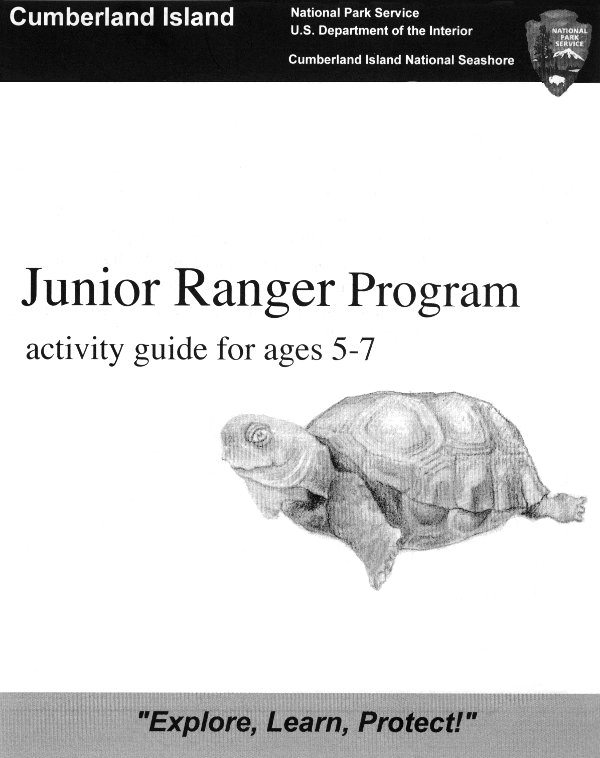 Cumberland Island
National Park Service
U.S. Department of the Interior
Cumberland Island National Seashore
NATIONAL
PARK
SERVICE
Junior Ranger Program
activity guide for ages 5-7
"Explore, Learn, Protect!"